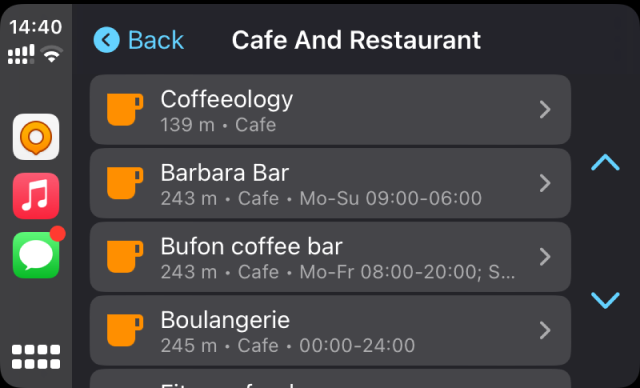 14:40
Back
Cafe And Restaurant
Coffeeology
139 m • Cafe
Barbara Bar
243 m • Cafe • Mo-Su 09:00-06:00
Bufon coffee bar
243 m • Cafe • Mo-Fr 08:00-20:00; S...
Boulangerie
245 m • Cafe • 00:00-24:00